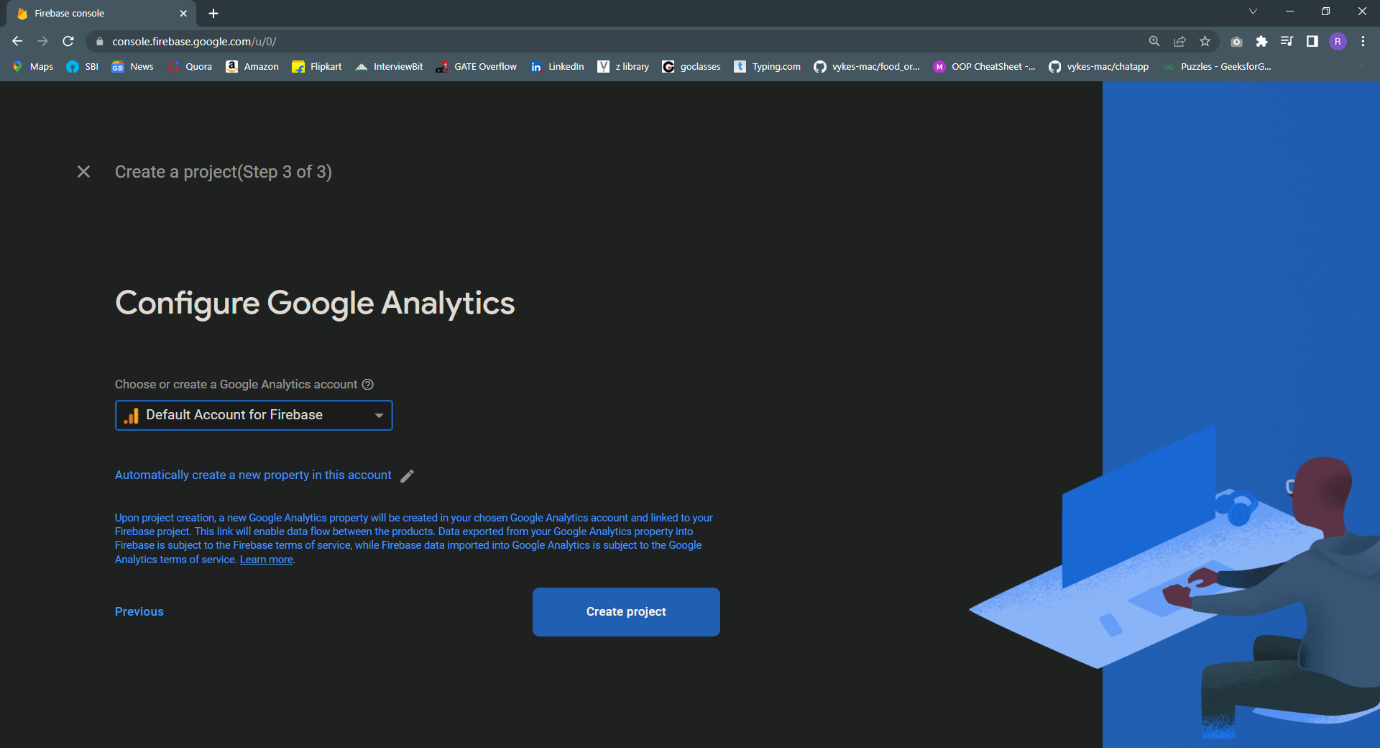 Firebase console
console.firebase.google.com/u/0/
R
Maps
SBI
News
Quora
Amazon
Flipkart
InterviewBit
GATE Overflow
LinkedIn
z library
goclasses
Typing.com
vykes-mac/food_or...
OOP CheatSheet -...
vykes-mac/chatapp
Puzzles - GeeksforG...
Create a project(Step 3 of 3)
Configure Google Analytics
Choose or create a Google Analytics account
Default Account for Firebase
Automatically create a new property in this account
Upon project creation, a new Google Analytics property will be created in your chosen Google Analytics account and linked to your
Firebase project. This link will enable data flow between the products. Data exported from your Google Analytics property into
Firebase is subject to the Firebase terms of service, while Firebase data imported into Google Analytics is subject to the Google
Analytics terms of service. Learn more.
Previous
Create project